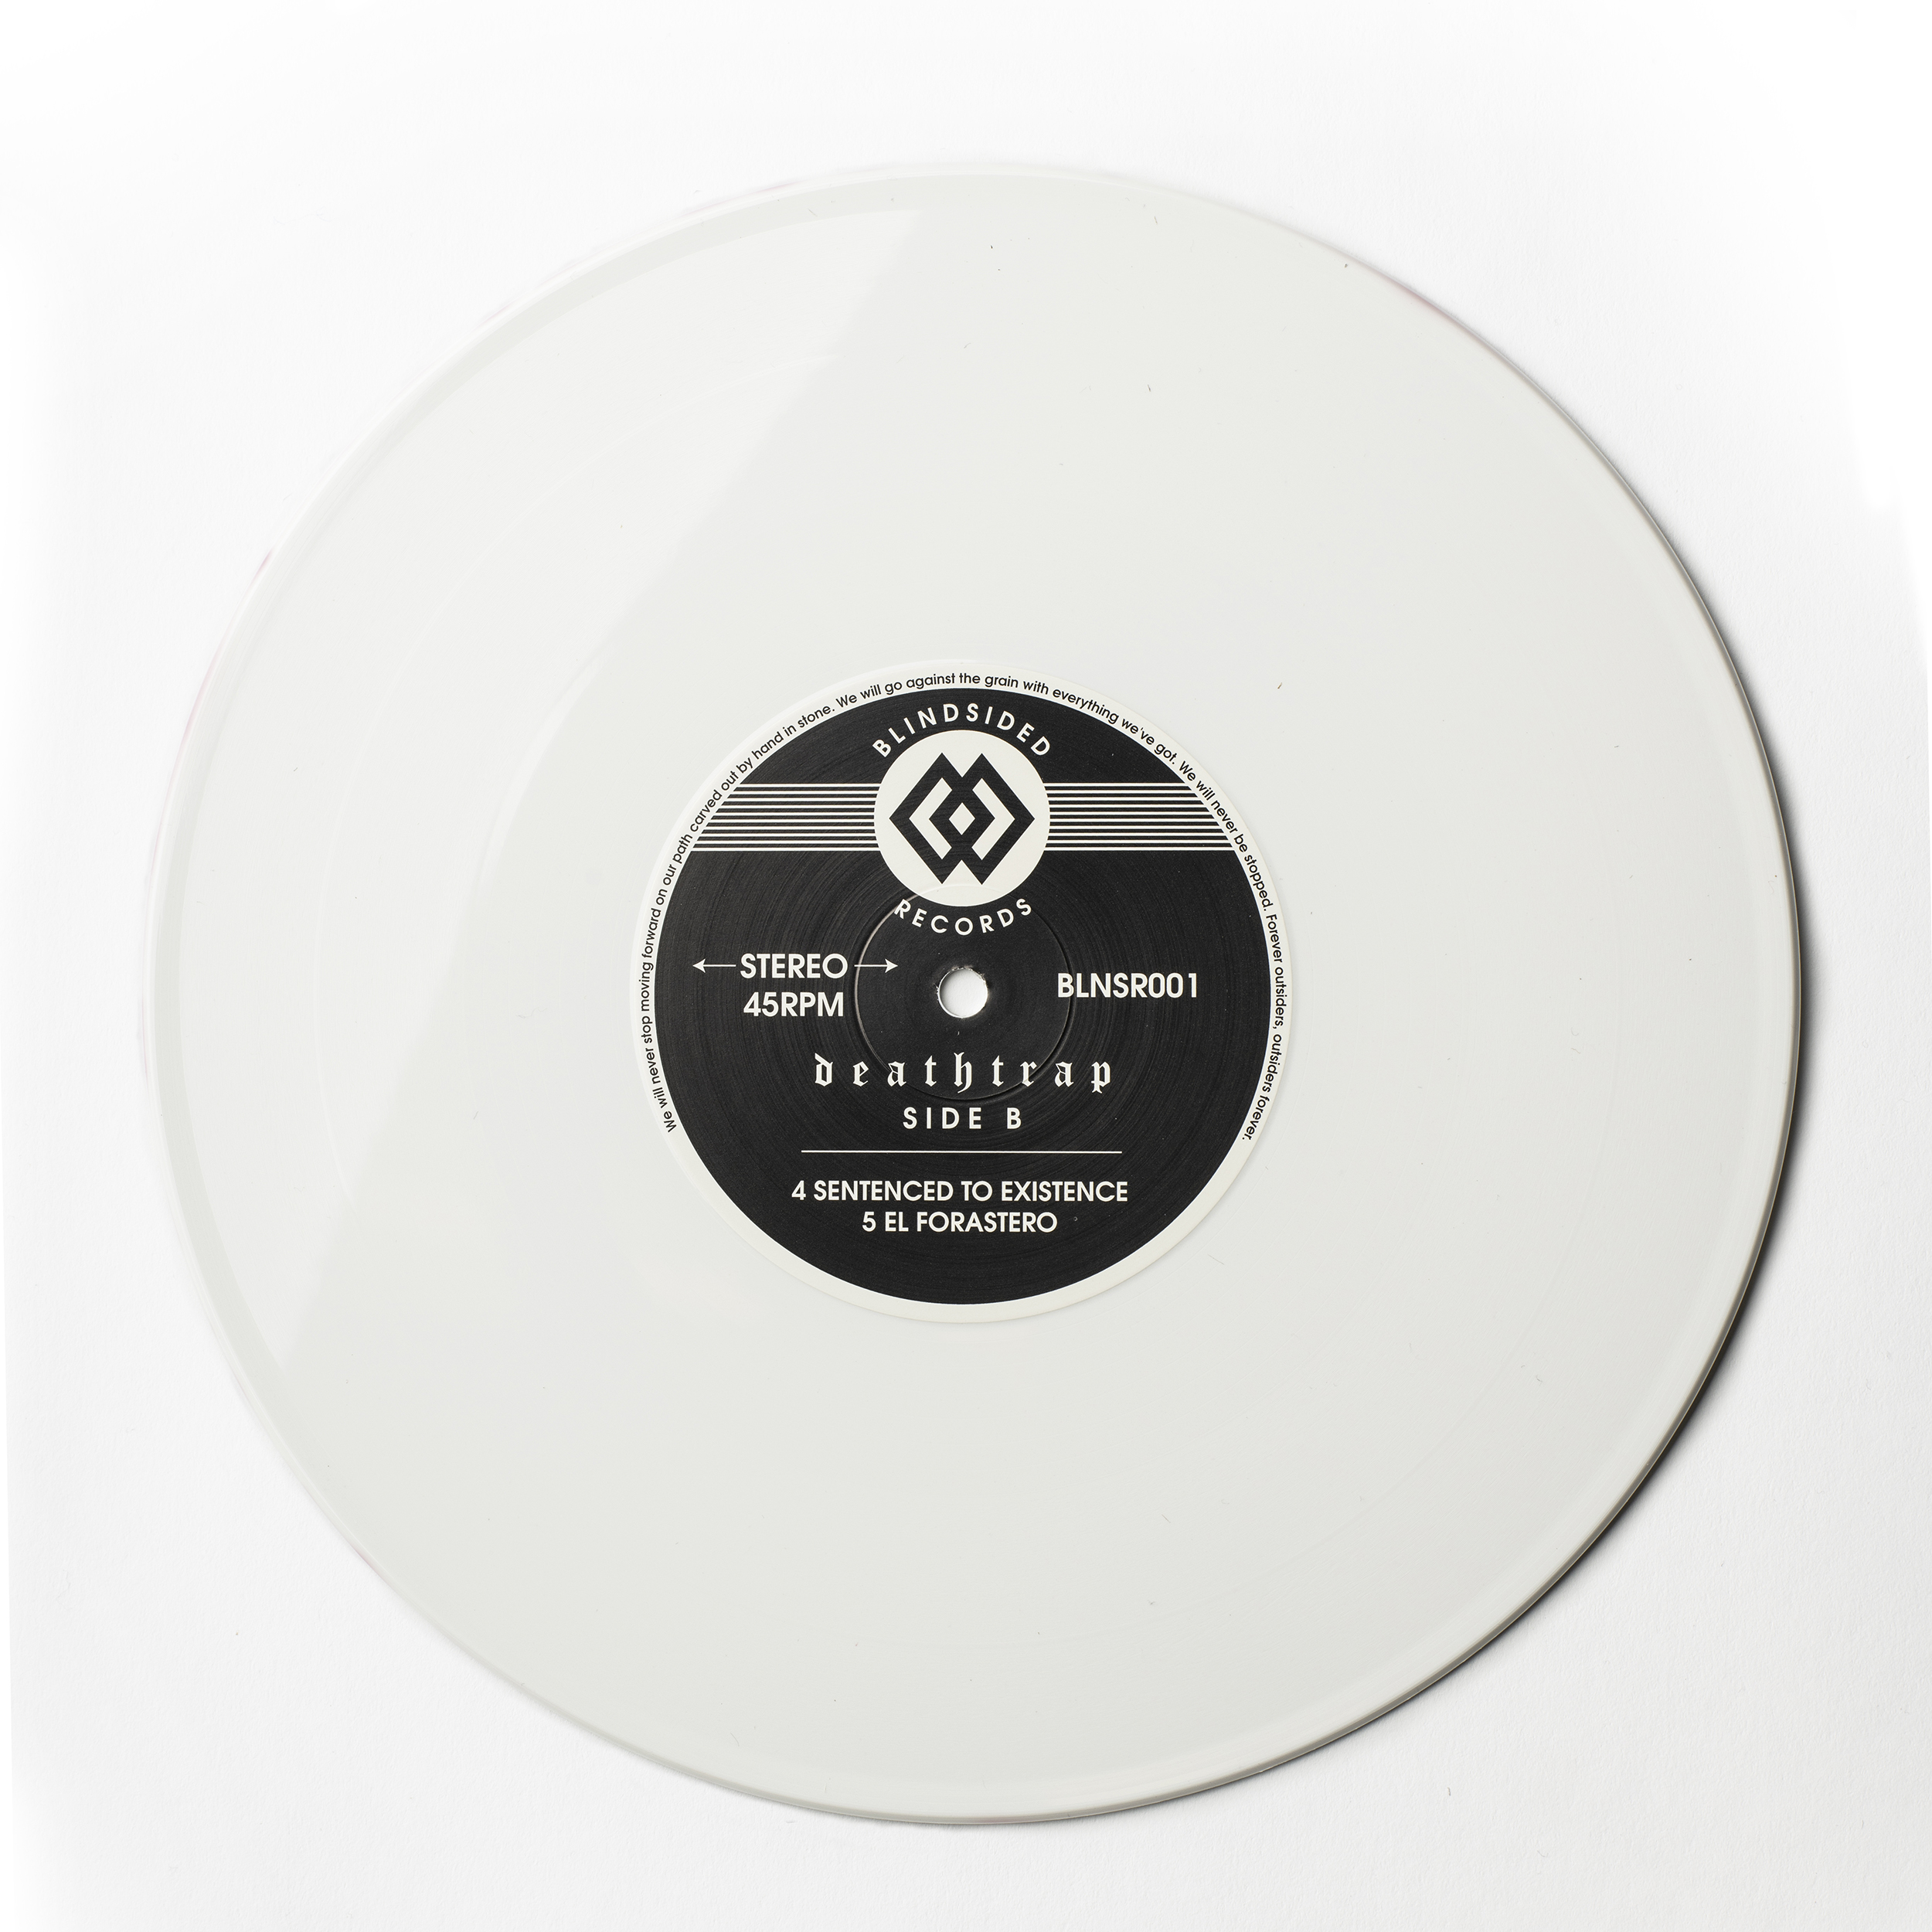 We will never stop moving forward on our path carved out by hand in stone. We will go against the grain with everything we've got. We will never be stopped. Forever outsiders, outsiders forever.
BLINDSIDED
RECORDS
STEREO
45RPM
BLNSR001
deathtrap
SIDE B
4 SENTENCED TO EXISTENCE
5 EL FORASTERO